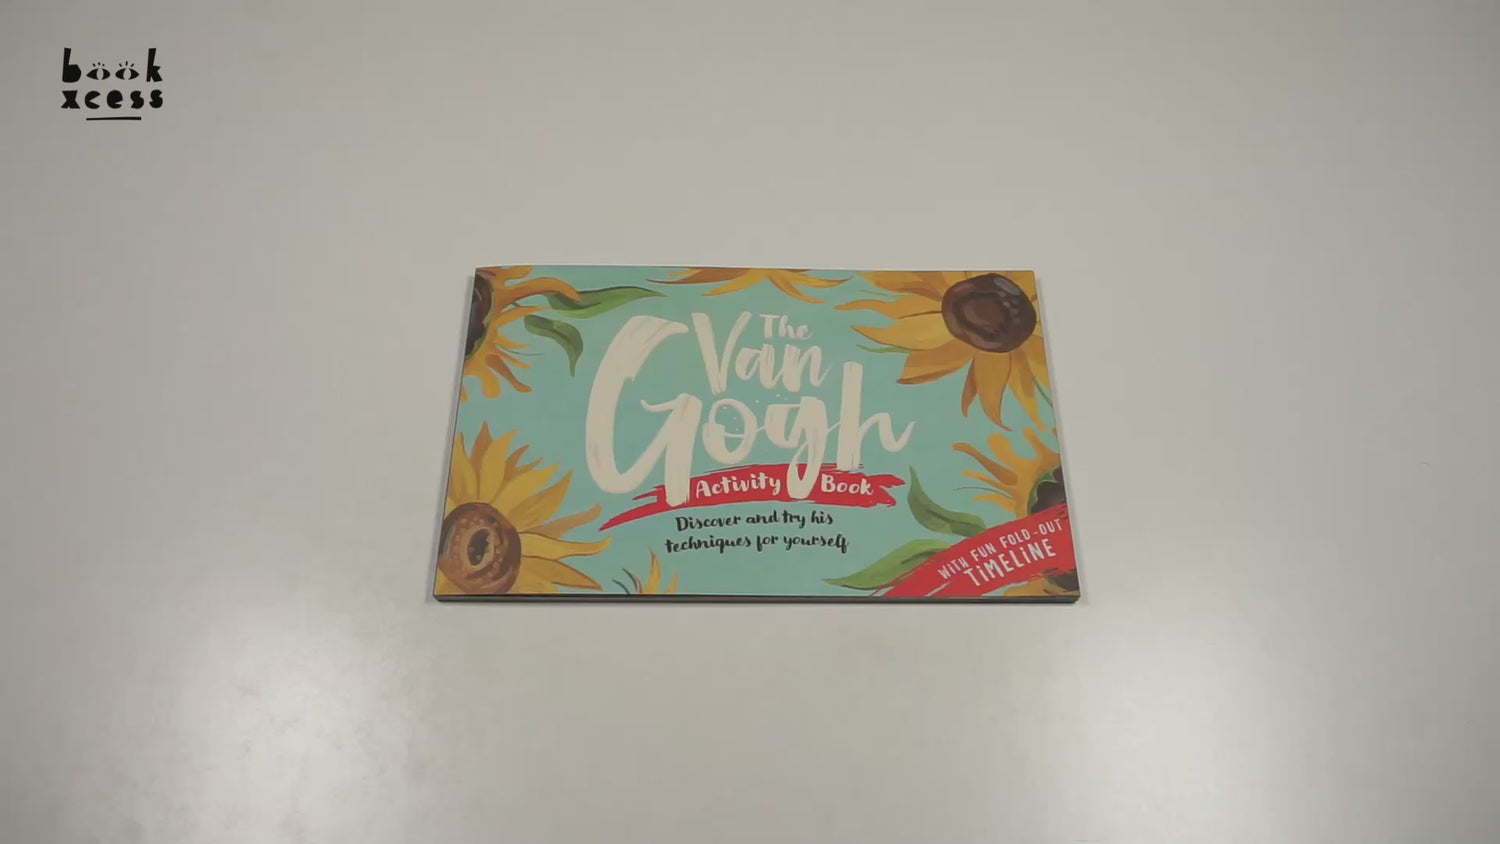 book
xcess
The
Van
Gogh
Activity Book
Discover and try his
techniques for yourself
WITH FUN FOLD-OUT
TIMELINE